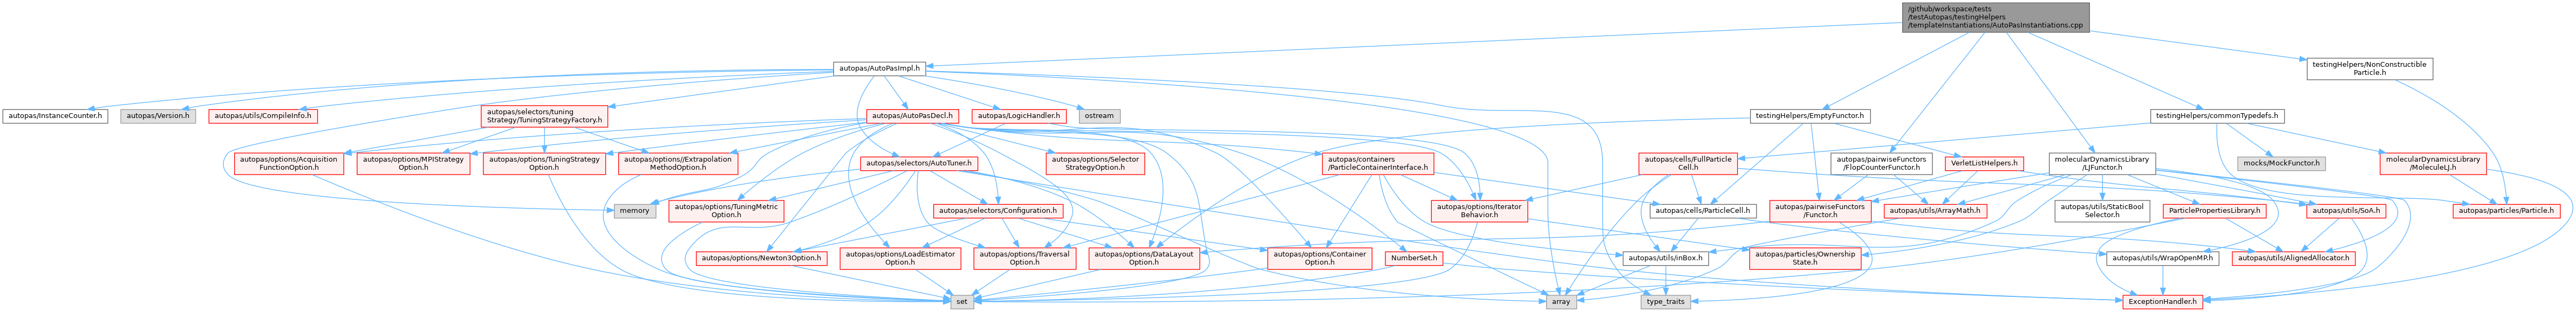 /github/workspace/tests
/testAutopas/testingHelpers
/templateInstantiations/AutoPasInstantiations.cpp
autopas/AutoPasImpl.h
testingHelpers/NonConstructible
Particle.h
autopas/InstanceCounter.h
autopas/Version.h
autopas/utils/CompileInfo.h
autopas/selectors/tuning
Strategy/TuningStrategyFactory.h
autopas/AutoPasDecl.h
autopas/LogicHandler.h
ostream
testingHelpers/EmptyFunctor.h
testingHelpers/commonTypedefs.h
autopas/options/Acquisition
FunctionOption.h
autopas/options/MPIStrategy
Option.h
autopas/options/TuningStrategy
Option.h
autopas/options//Extrapolation
MethodOption.h
autopas/options/Selector
StrategyOption.h
autopas/selectors/AutoTuner.h
autopas/containers
/ParticleContainerInterface.h
autopas/cells/FullParticle
Cell.h
autopas/pairwiseFunctors
/FlopCounterFunctor.h
VerletListHelpers.h
molecularDynamicsLibrary
/LJFunctor.h
mocks/MockFunctor.h
molecularDynamicsLibrary
/MoleculeLJ.h
memory
autopas/options/TuningMetric
Option.h
autopas/selectors/Configuration.h
autopas/options/Iterator
Behavior.h
autopas/cells/ParticleCell.h
autopas/pairwiseFunctors
/Functor.h
autopas/utils/ArrayMath.h
autopas/utils/StaticBool
Selector.h
ParticlePropertiesLibrary.h
autopas/utils/SoA.h
autopas/particles/Particle.h
autopas/options/Newton3Option.h
autopas/options/LoadEstimator
Option.h
autopas/options/Traversal
Option.h
autopas/options/DataLayout
Option.h
autopas/options/Container
Option.h
NumberSet.h
autopas/utils/inBox.h
autopas/particles/Ownership
State.h
autopas/utils/WrapOpenMP.h
autopas/utils/AlignedAllocator.h
set
array
type_traits
ExceptionHandler.h